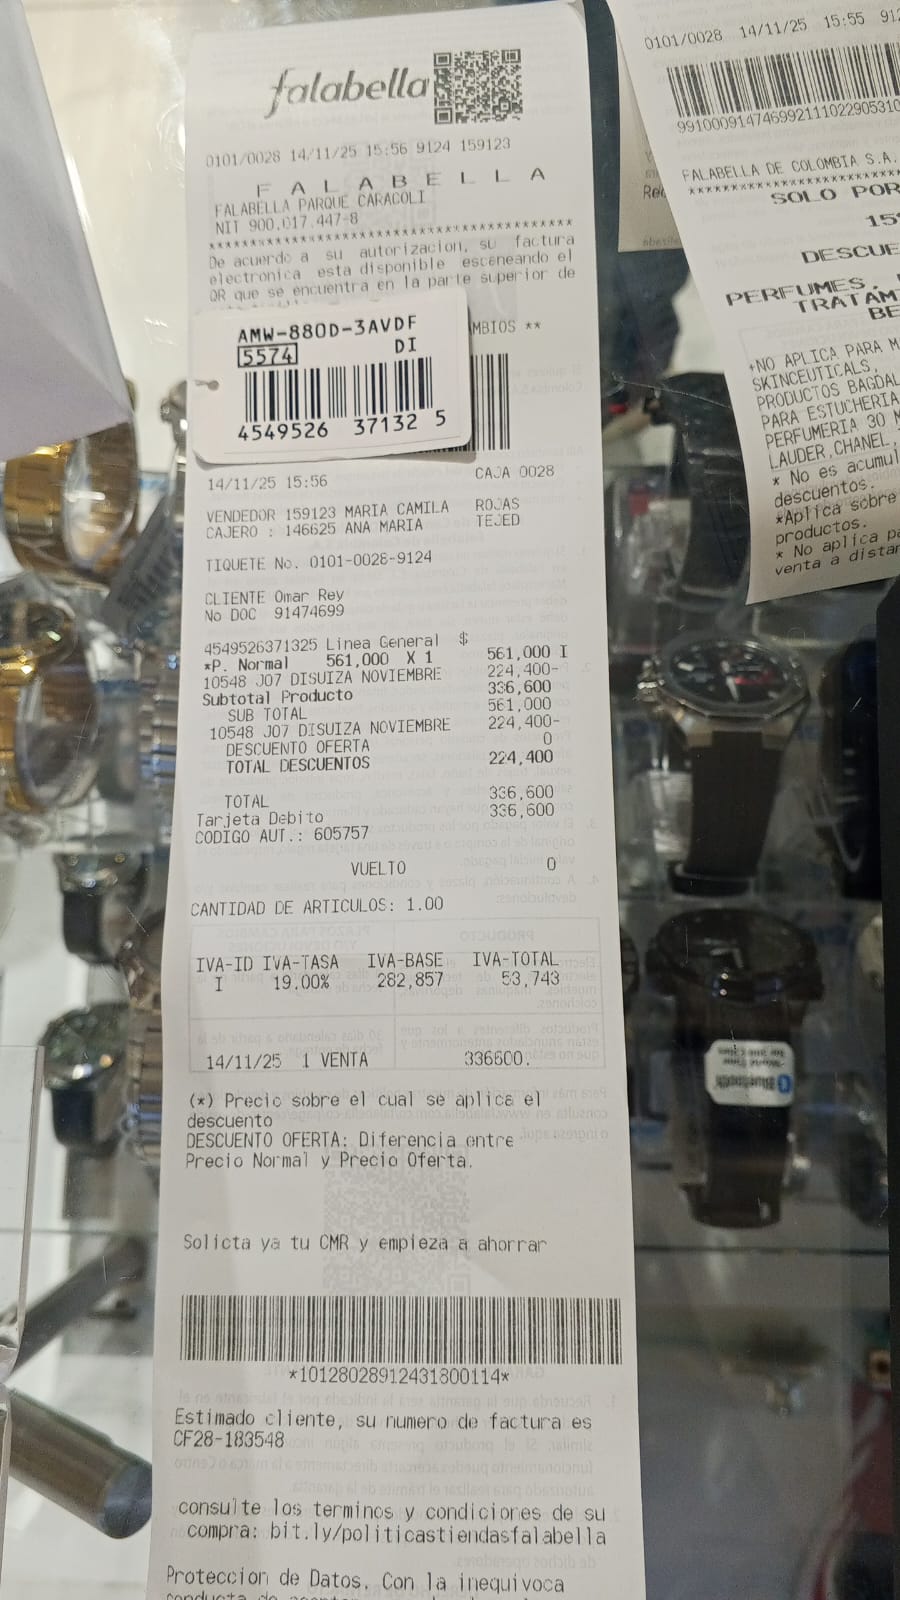 falabella
0101/0028 14/11/25 15:56 9124 159123
F A L A B E L L A
FALABELLA PARQUE CARACOLI
NIT 900.017.447-8
****************************************
De acuerdo a su autorizacion, su factura
electronica esta disponible esceneando el
QR que se encuentra en la parte superior de
MBIOS **
AMW-880D-3AVDF
5574 DI
4549526 37132 5
14/11/25 15:56 CAJA 0028
VENDEDOR 159123 MARIA CAMILA ROJAS
CAJERO : 146625 ANA MARIA TEJED
TIQUETE No. 0101-0028-9124
CLIENTE Omar Rey
No DOC 91474699
4549526371325 Linea General $
*P. Normal 561,000 X 1 561,000 I
10548 J07 DISUIZA NOVIEMBRE 224,400-
Subtotal Producto 336,600
SUB TOTAL 561,000
10548 J07 DISUIZA NOVIEMBRE 224,400-
DESCUENTO OFERTA 0
TOTAL DESCUENTOS 224,400
TOTAL 336,600
Tarjeta Debito 336,600
CODIGO AUT.: 605757
VUELTO 0
CANTIDAD DE ARTICULOS: 1.00
IVA-ID IVA-TASA IVA-BASE IVA-TOTAL
I 19.00% 282,857 53,743
14/11/25 1 VENTA 336600.
(*) Precio sobre el cual se aplica el
descuento
DESCUENTO OFERTA: Diferencia entre
Precio Normal y Precio Oferta.
Solicta ya tu CMR y empieza a ahorrar
*10128028912431800114*
Estimado cliente, su numero de factura es
CF28-183548
consulte los terminos y condiciores de su
compra: bit.ly/politicastiendasfalabella
Proteccion de Datos. Con la inequivoca
0101/0028 14/11/25 15:55 912
99100091474699211102290531
FALABELLA DE COLOMBIA S.A.
SOLO POR
15
DESCUE
PERFUMES,
TRATAM
BE
+NO APLICA PARA M
SKINCEUTICALS,
PRODUCTOS BAGDAL
PARA ESTUCHERIA
PERFUMERIA 30 M
LAUDER,CHANEL,
* No es acumul
descuentos.
*Aplica sobre
productos.
* No aplica pa
venta a distan
Bluetooth